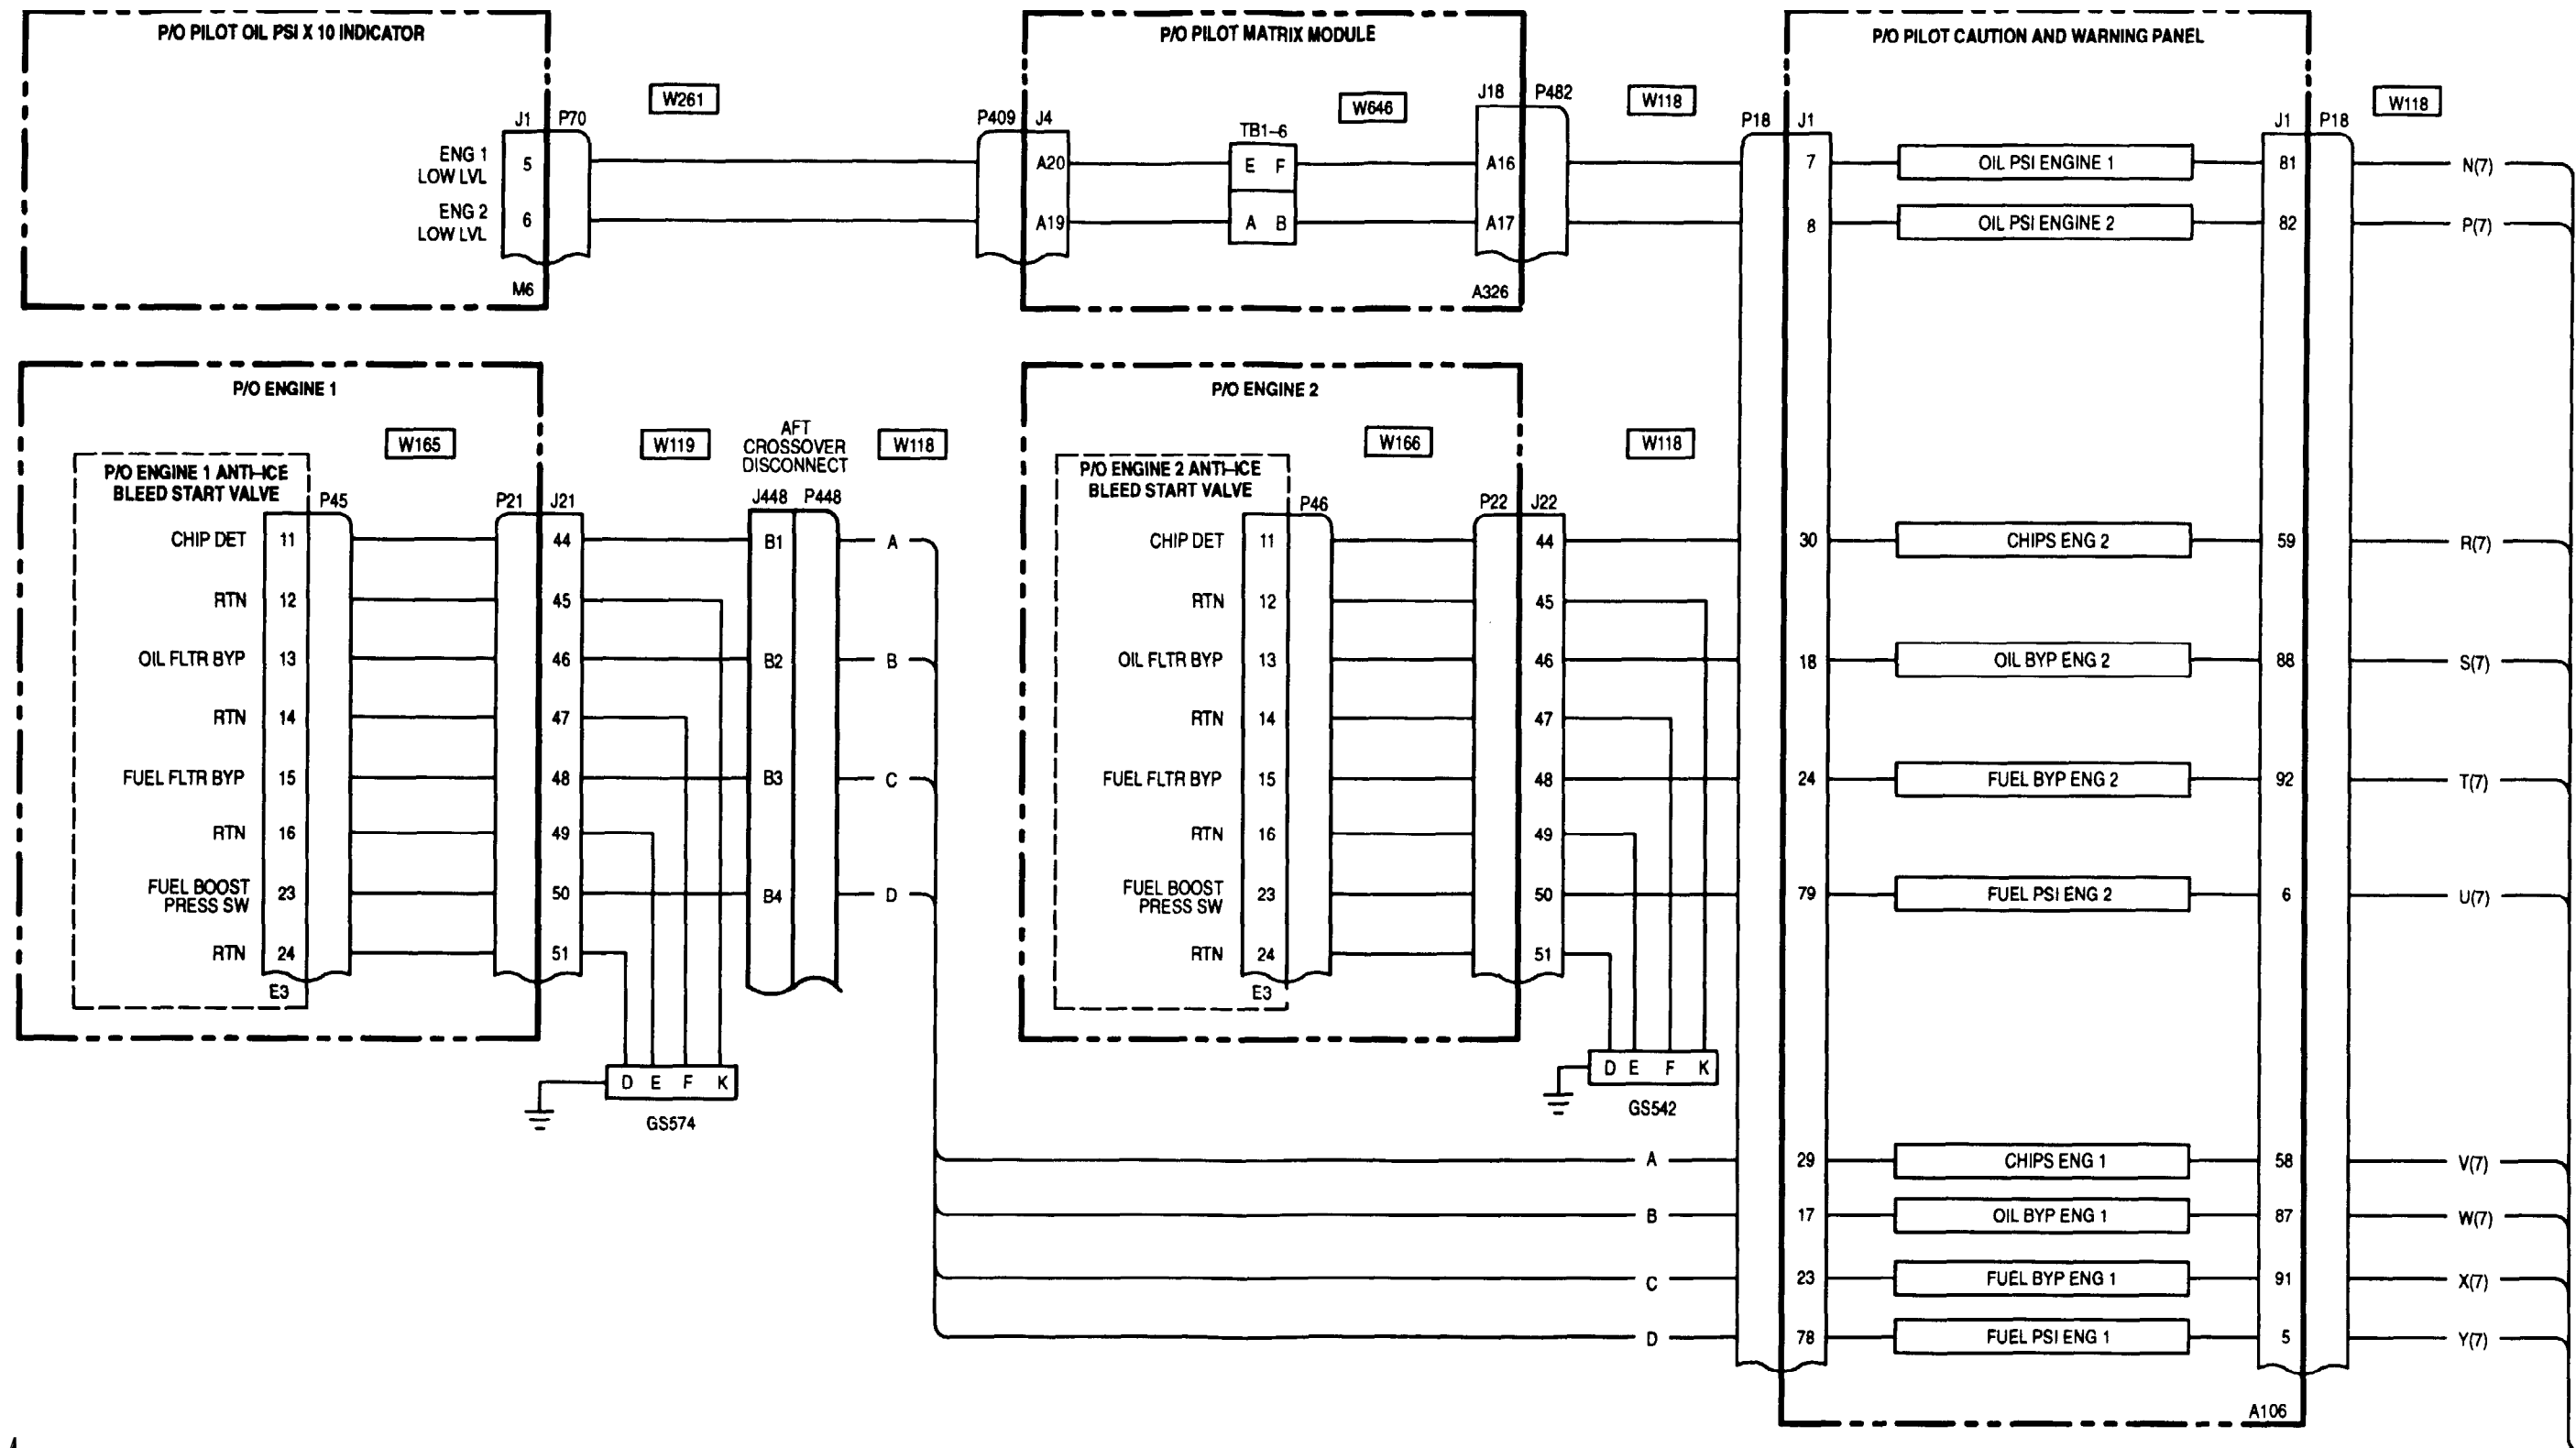 P/O PILOT OIL PSI X 10 INDICATOR
W261
J1 P70
ENG 1
LOW LVL
5
ENG 2
LOW LVL
6
M6
P/O PILOT MATRIX MODULE
P409 J4
A20
A19
TB1-6
E F
A B
W646
J18 P482
A16
A17
A326
W118
P/O PILOT CAUTION AND WARNING PANEL
P18 J1
J1 P18
W118
7 OIL PSI ENGINE 1 81 N(7)
8 OIL PSI ENGINE 2 82 P(7)
30 CHIPS ENG 2 59 R(7)
18 OIL BYP ENG 2 88 S(7)
24 FUEL BYP ENG 2 92 T(7)
79 FUEL PSI ENG 2 6 U(7)
A 29 CHIPS ENG 1 58 V(7)
B 17 OIL BYP ENG 1 87 W(7)
C 23 FUEL BYP ENG 1 91 X(7)
D 78 FUEL PSI ENG 1 5 Y(7)
A106
P/O ENGINE 1
W165
W119
AFT
CROSSOVER
DISCONNECT
W118
P/O ENGINE 1 ANTI-ICE
BLEED START VALVE
P45 P21 J21 J448 P448
CHIP DET 11 44 B1 A
RTN 12 45
OIL FLTR BYP 13 46 B2 B
RTN 14 47
FUEL FLTR BYP 15 48 B3 C
RTN 16 49
FUEL BOOST
PRESS SW
23 50 B4 D
RTN 24 51
E3
D E F K
GS574
P/O ENGINE 2
W166
W118
P/O ENGINE 2 ANTI-ICE
BLEED START VALVE
P46 P22 J22
CHIP DET 11 44
RTN 12 45
OIL FLTR BYP 13 46
RTN 14 47
FUEL FLTR BYP 15 48
RTN 16 49
FUEL BOOST
PRESS SW
23 50
RTN 24 51
E3
D E F K
GS542